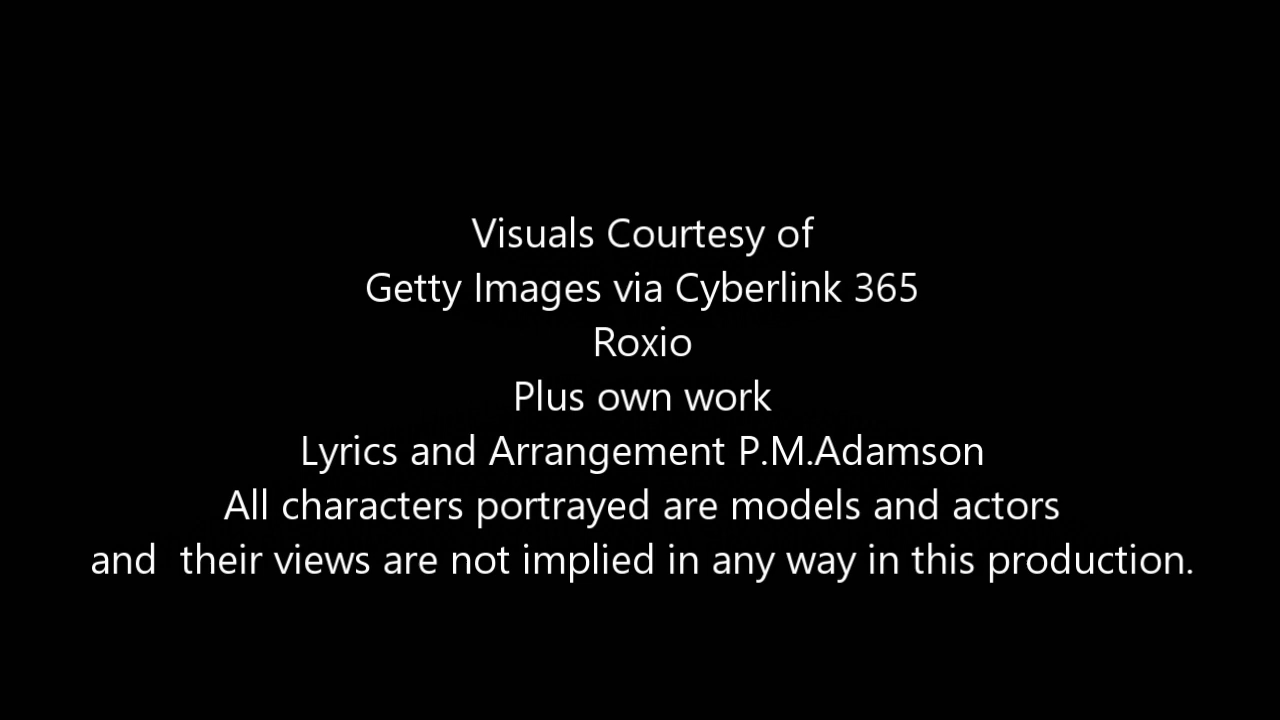 Visuals Courtesy of
Getty Images via Cyberlink 365
Roxio
Plus own work
Lyrics and Arrangement P.M.Adamson
All characters portrayed are models and actors
and  their views are not implied in any way in this production.